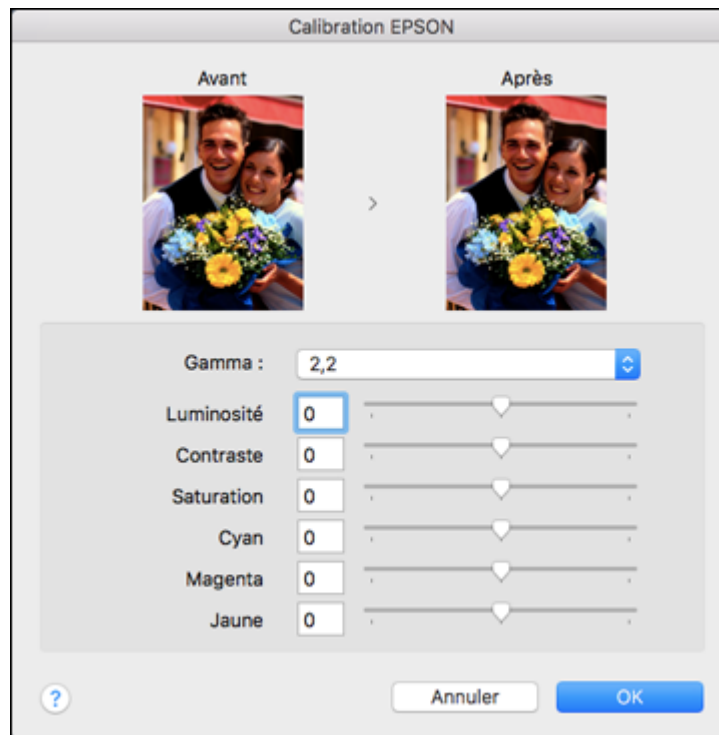 Calibration EPSON
Avant
Après
Gamma : 2,2
Luminosité 0
Contraste 0
Saturation 0
Cyan 0
Magenta 0
Jaune 0
? Annuler OK